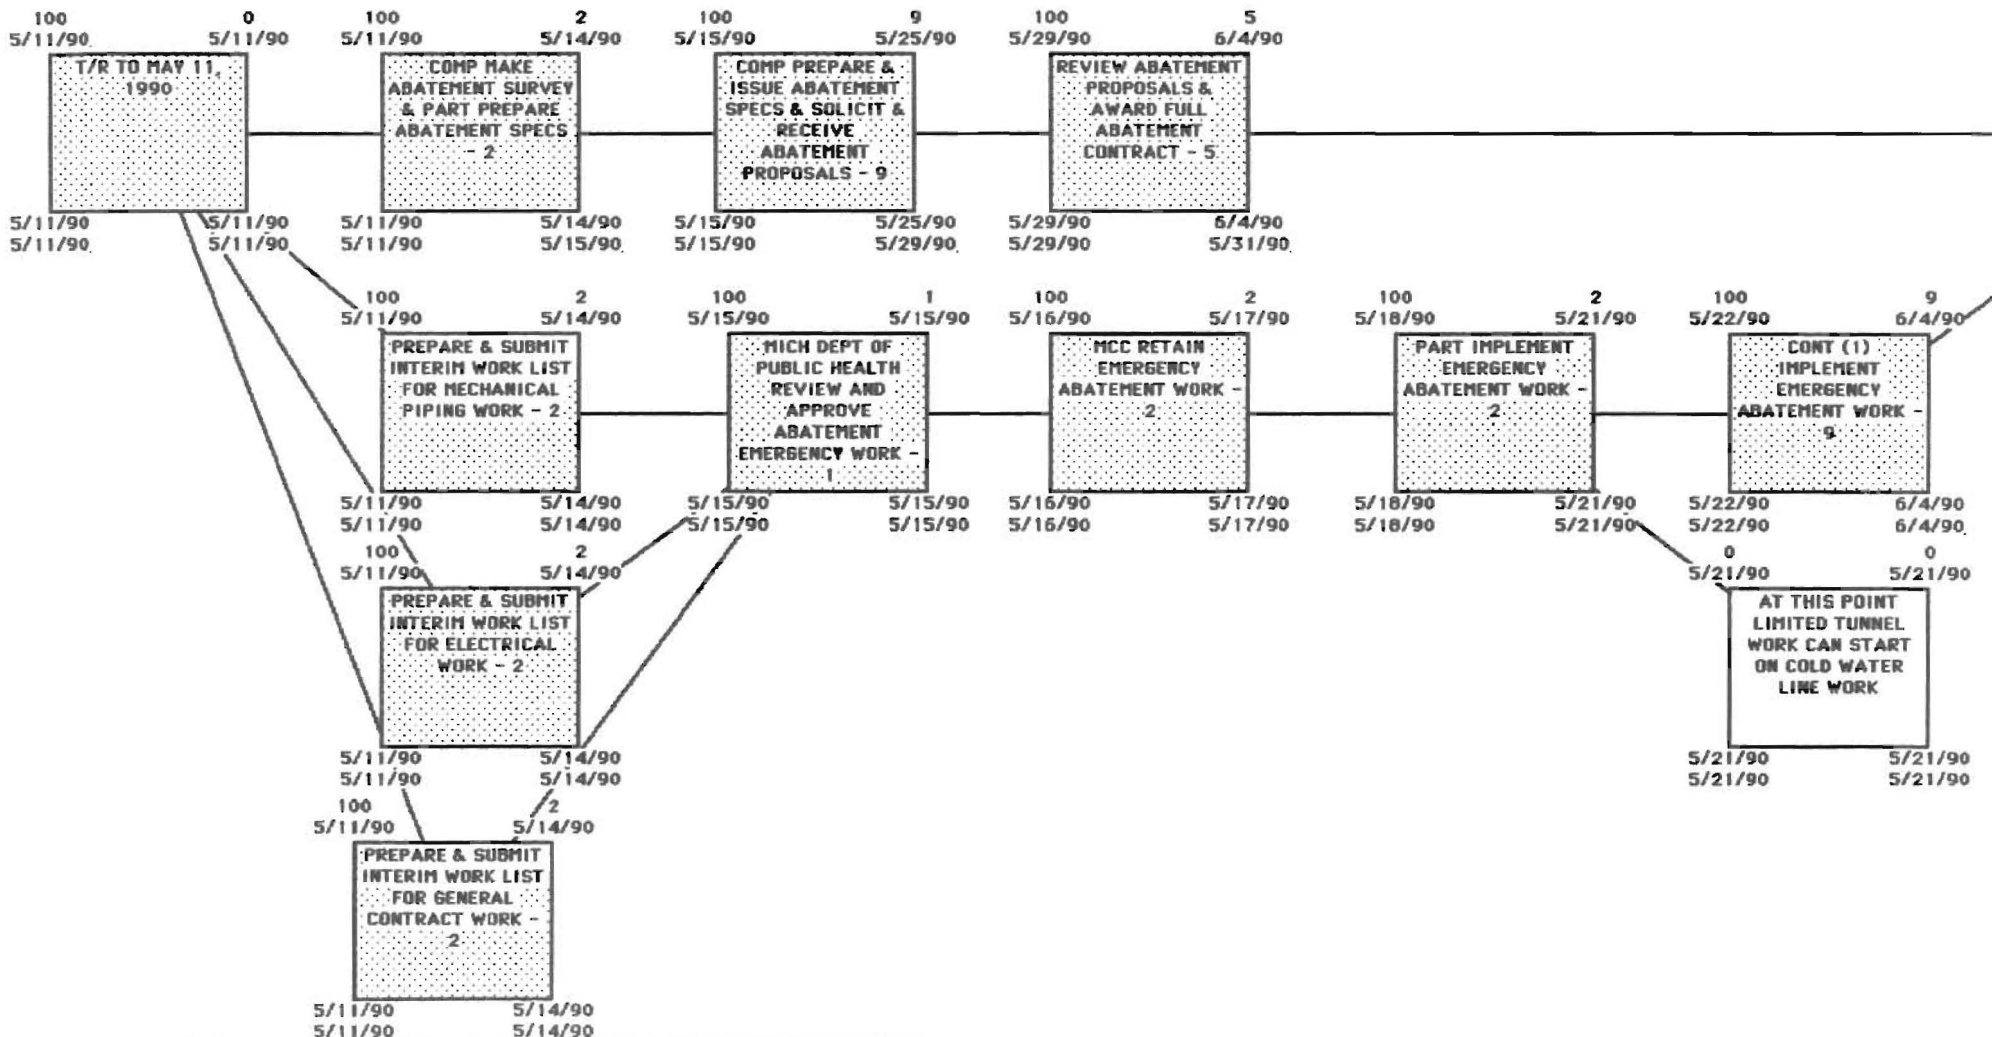 100 0
5/11/90 5/11/90
T/R TO MAY 11,
1990
5/11/90 5/11/90
5/11/90 5/11/90
100 2
5/11/90 5/14/90
COMP MAKE
ABATEMENT SURVEY
& PART PREPARE
ABATEMENT SPECS
- 2
5/11/90 5/14/90
5/11/90 5/15/90
100 9
5/15/90 5/25/90
COMP PREPARE &
ISSUE ABATEMENT
SPECS & SOLICIT &
RECEIVE
ABATEMENT
PROPOSALS - 9
5/15/90 5/25/90
5/15/90 5/29/90
100 5
5/29/90 6/4/90
REVIEW ABATEMENT
PROPOSALS &
AWARD FULL
ABATEMENT
CONTRACT - 5
5/29/90 6/4/90
5/29/90 5/31/90
100 2
5/11/90 5/14/90
PREPARE & SUBMIT
INTERIM WORK LIST
FOR MECHANICAL
PIPING WORK - 2
5/11/90 5/14/90
5/11/90 5/14/90
100 1
5/15/90 5/15/90
MICH DEPT OF
PUBLIC HEALTH
REVIEW AND
APPROVE
ABATEMENT
EMERGENCY WORK -
1
5/15/90 5/15/90
5/15/90 5/15/90
100 2
5/16/90 5/17/90
MCC RETAIN
EMERGENCY
ABATEMENT WORK -
2
5/16/90 5/17/90
5/16/90 5/17/90
100 2
5/18/90 5/21/90
PART IMPLEMENT
EMERGENCY
ABATEMENT WORK -
2
5/18/90 5/21/90
5/18/90 5/21/90
100 9
5/22/90 6/4/90
CONT (1)
IMPLEMENT
EMERGENCY
ABATEMENT WORK -
9
5/22/90 6/4/90
5/22/90 6/4/90
100 2
5/11/90 5/14/90
PREPARE & SUBMIT
INTERIM WORK LIST
FOR ELECTRICAL
WORK - 2
5/11/90 5/14/90
5/11/90 5/14/90
0 0
5/21/90 5/21/90
AT THIS POINT
LIMITED TUNNEL
WORK CAN START
ON COLD WATER
LINE WORK
5/21/90 5/21/90
5/21/90 5/21/90
100 2
5/11/90 5/14/90
PREPARE & SUBMIT
INTERIM WORK LIST
FOR GENERAL
CONTRACT WORK -
2
5/11/90 5/14/90
5/11/90 5/14/90